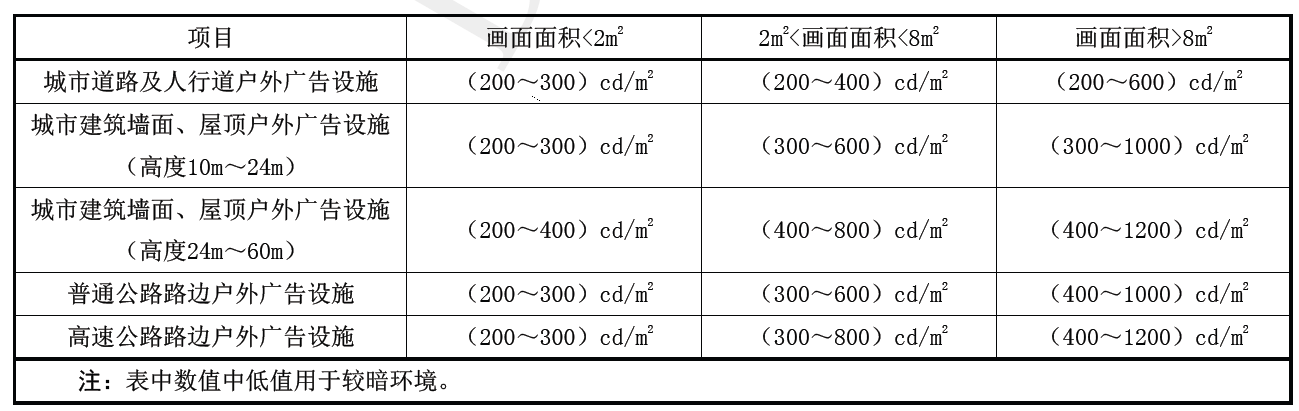 项目 画面面积<2m² 2m²<画面面积<8m² 画面面积>8m²
城市道路及人行道户外广告设施 (200～300) cd/m² (200～400) cd/m² (200～600) cd/m²
城市建筑墙面、屋顶户外广告设施
(高度10m～24m) (200～300) cd/m² (300～600) cd/m² (300～1000) cd/m²
城市建筑墙面、屋顶户外广告设施
(高度24m～60m) (200～400) cd/m² (400～800) cd/m² (400～1200) cd/m²
普通公路路边户外广告设施 (200～300) cd/m² (300～600) cd/m² (400～1000) cd/m²
高速公路路边户外广告设施 (200～300) cd/m² (300～800) cd/m² (400～1200) cd/m²
注：表中数值中低值用于较暗环境。